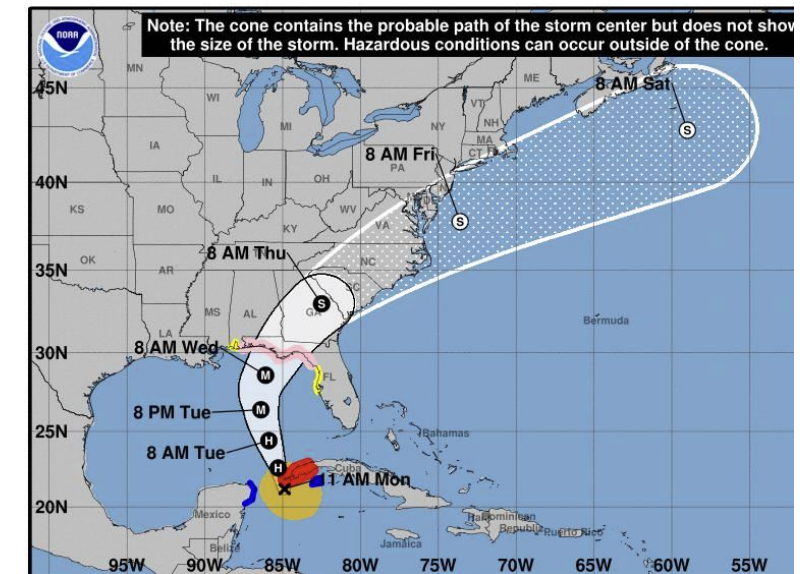 Note: The cone contains the probable path of the storm center but does not show
the size of the storm. Hazardous conditions can occur outside of the cone.
NOAA
8 AM Sat
45N
MN
WI
MI
ME
VT
NH
NY
MA
CT
8 AM Fri
PA
IA
IL
IN
OH
40N
KS
MO
WV
KY
VA
8 AM Thu
OK
AR
NC
SC
35N
MS
AL
GA
S
S
S
Bermuda
LA
8 AM Wed
30N
M
FL
8 PM Tue
M
25N
8 AM Tue
H
Bahamas
H
Cuba
11 AM Mon
20N
Mexico
Belize
Jamaica
Dominican
Republic
Puerto Rico
95W
90W
85W
80W
75W
70W
65W
60W
55W